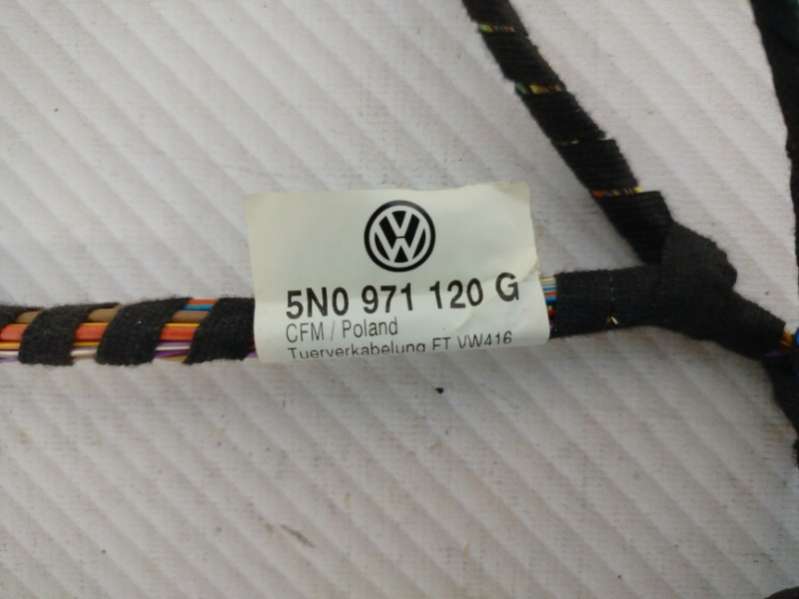 5N0 971 120 G
CFM / Poland
Tuerverkabelung FT VW416